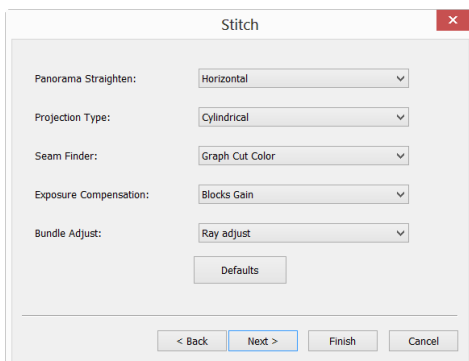 Stitch
Panorama Straighten: Horizontal
Projection Type: Cylindrical
Seam Finder: Graph Cut Color
Exposure Compensation: Blocks Gain
Bundle Adjust: Ray adjust
Defaults
< Back Next > Finish Cancel